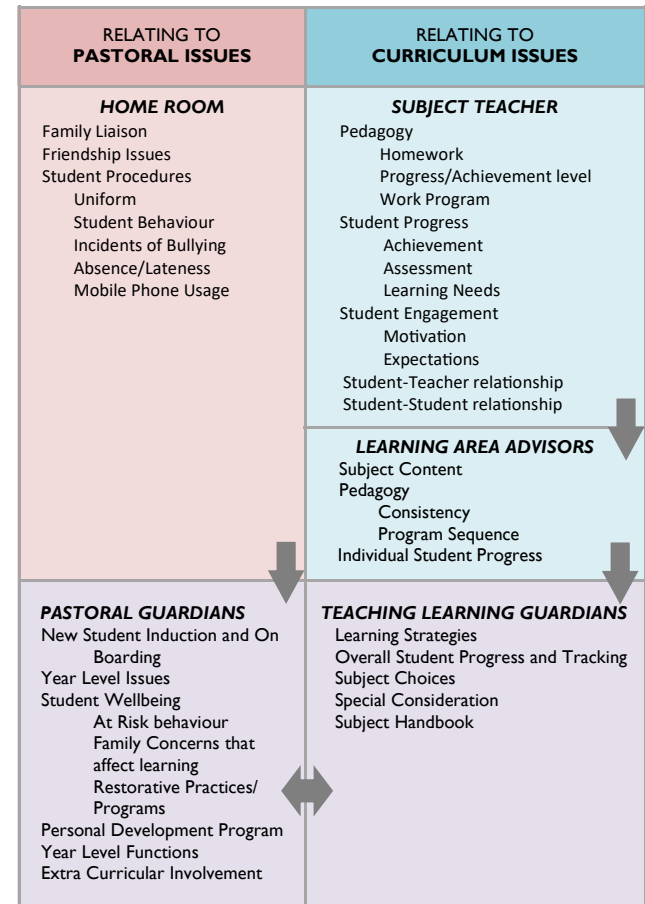 RELATING TO
PASTORAL ISSUES
HOME ROOM
Family Liaison
Friendship Issues
Student Procedures
Uniform
Student Behaviour
Incidents of Bullying
Absence/Lateness
Mobile Phone Usage
PASTORAL GUARDIANS
New Student Induction and On
Boarding
Year Level Issues
Student Wellbeing
At Risk behaviour
Family Concerns that
affect learning
Restorative Practices/
Programs
Personal Development Program
Year Level Functions
Extra Curricular Involvement
RELATING TO
CURRICULUM ISSUES
SUBJECT TEACHER
Pedagogy
Homework
Progress/Achievement level
Work Program
Student Progress
Achievement
Assessment
Learning Needs
Student Engagement
Motivation
Expectations
Student-Teacher relationship
Student-Student relationship
LEARNING AREA ADVISORS
Subject Content
Pedagogy
Consistency
Program Sequence
Individual Student Progress
TEACHING LEARNING GUARDIANS
Learning Strategies
Overall Student Progress and Tracking
Subject Choices
Special Consideration
Subject Handbook